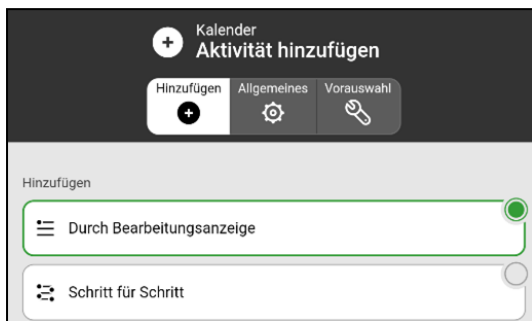 Kalender
Aktivität hinzufügen
Hinzufügen Allgemeines Vorauswahl
Hinzufügen
Durch Bearbeitungsanzeige
Schritt für Schritt